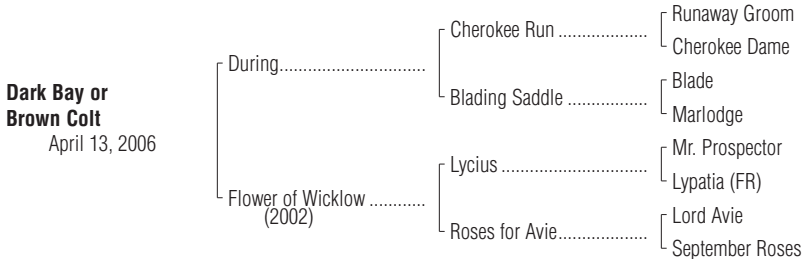 Runaway Groom
Cherokee Run ...................
Cherokee Dame
During...............................
Blade
Blading Saddle .................
Marlodge
Dark Bay or
Brown Colt
April 13, 2006
Mr. Prospector
Lycius ...............................
Lypatia (FR)
Flower of Wicklow ............
(2002)
Lord Avie
Roses for Avie...................
September Roses